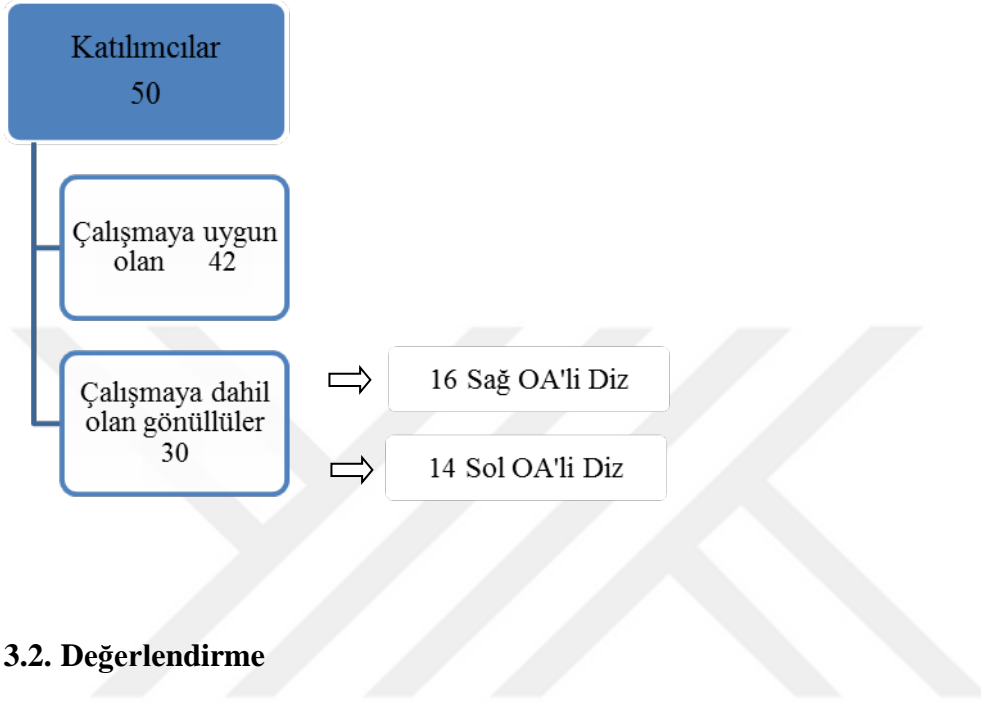 Katılımcılar
50
Çalışmaya uygun
olan 42
Çalışmaya dahil
olan gönüllüler
30
16 Sağ OA'li Diz
14 Sol OA'li Diz
3.2. Değerlendirme